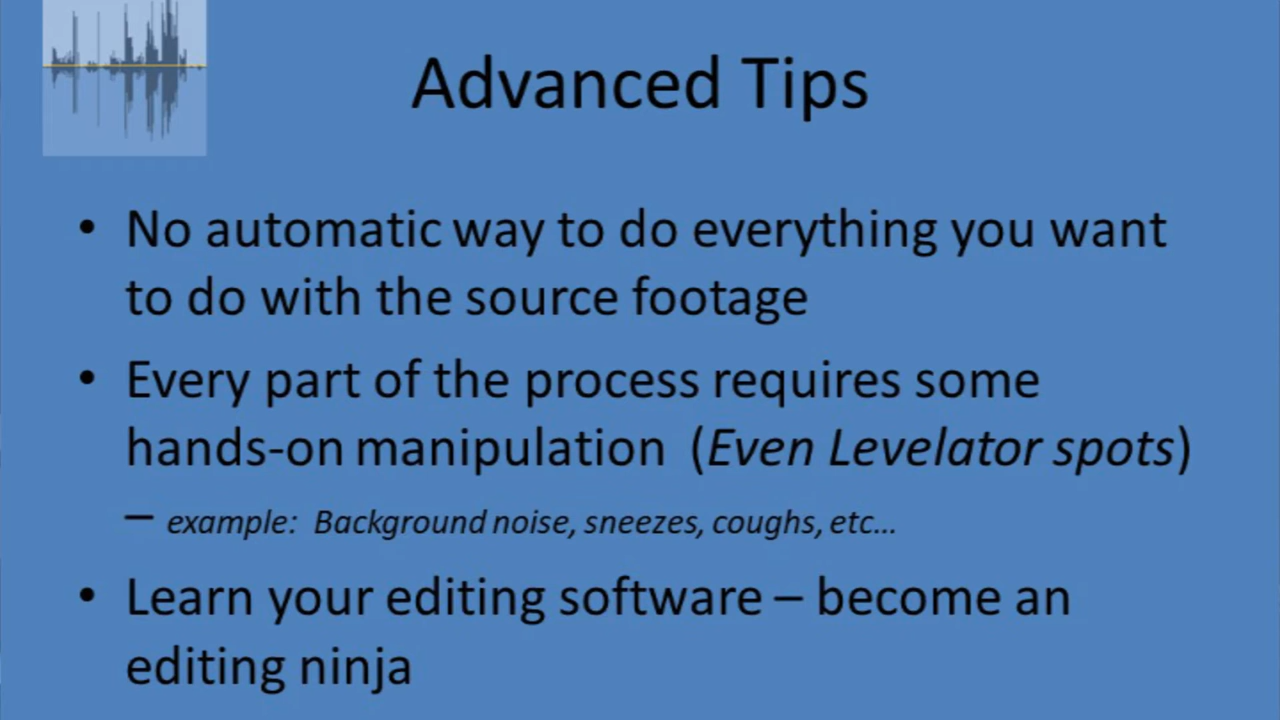 Advanced Tips
• No automatic way to do everything you want
to do with the source footage
• Every part of the process requires some
hands-on manipulation (Even Levelator spots)
– example: Background noise, sneezes, coughs, etc...
• Learn your editing software – become an
editing ninja